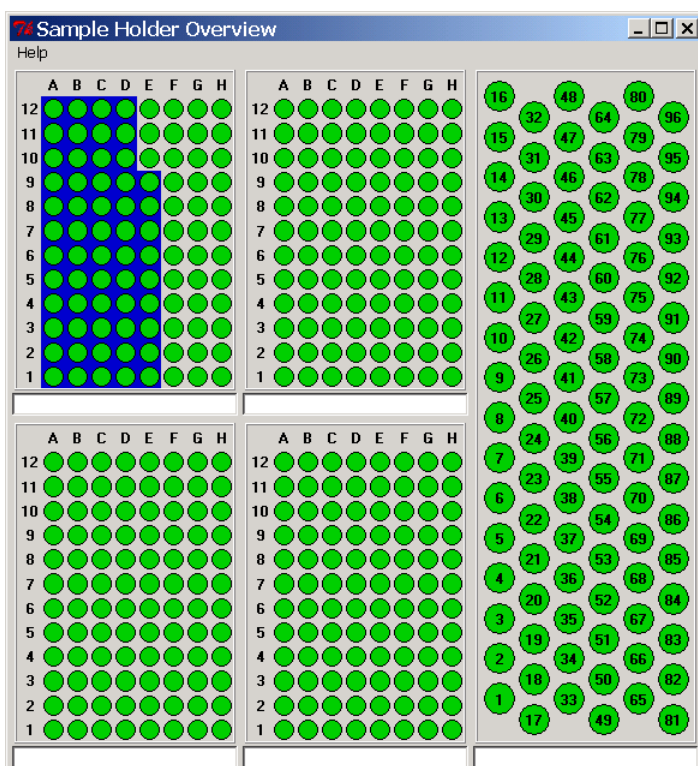 Sample Holder Overview
Help
A B C D E F G H
12
11
10
9
8
7
6
5
4
3
2
1
A B C D E F G H
12
11
10
9
8
7
6
5
4
3
2
1
16 48 80
32 64 96
15 47 79
31 63 95
14 46 78
30 62 94
13 45 77
29 61 93
12 44 76
28 60 92
11 43 75
27 59 91
10 42 74
26 58 90
9 41 73
25 57 89
8 40 72
24 56 88
7 39 71
23 55 87
6 38 70
22 54 86
5 37 69
21 53 85
4 36 68
20 52 84
3 35 67
19 51 83
2 34 66
18 50 82
1 33 65
17 49 81
A B C D E F G H
12
11
10
9
8
7
6
5
4
3
2
1
A B C D E F G H
12
11
10
9
8
7
6
5
4
3
2
1